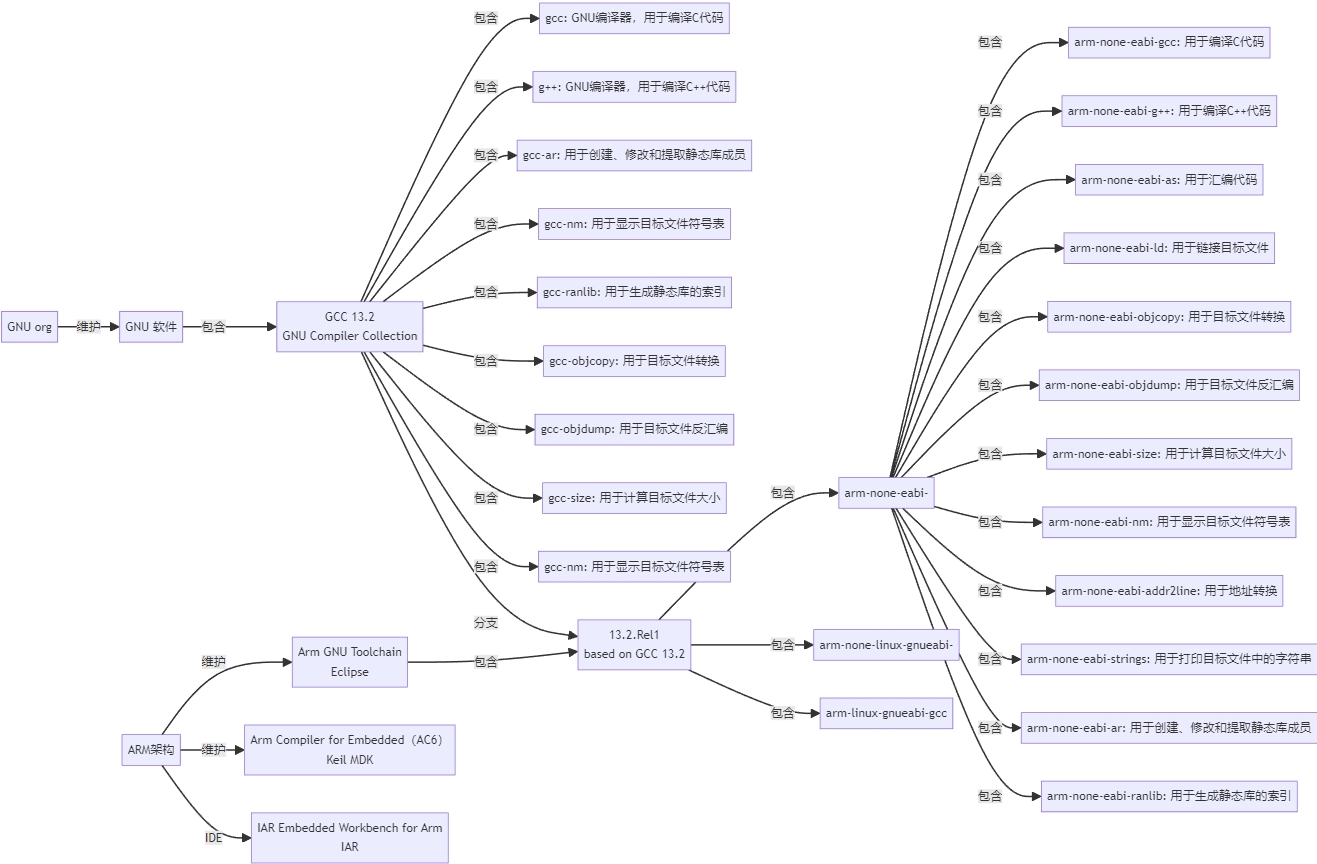 GNU org
维护
GNU 软件
包含
GCC 13.2
GNU Compiler Collection
包含
gcc: GNU编译器，用于编译C代码
包含
g++: GNU编译器，用于编译C++代码
包含
gcc-ar: 用于创建、修改和提取静态库成员
包含
gcc-nm: 用于显示目标文件符号表
包含
gcc-ranlib: 用于生成静态库的索引
包含
gcc-objcopy: 用于目标文件转换
包含
gcc-objdump: 用于目标文件反汇编
包含
gcc-size: 用于计算目标文件大小
包含
gcc-nm: 用于显示目标文件符号表
分支
13.2.Rel1
based on GCC 13.2
ARM架构
维护
Arm GNU Toolchain
Eclipse
包含
维护
Arm Compiler for Embedded（AC6）
Keil MDK
IDE
IAR Embedded Workbench for Arm
IAR
包含
arm-none-eabi-
包含
arm-none-linux-gnueabi-
包含
arm-linux-gnueabi-gcc
包含
arm-none-eabi-gcc: 用于编译C代码
包含
arm-none-eabi-g++: 用于编译C++代码
包含
arm-none-eabi-as: 用于汇编代码
包含
arm-none-eabi-ld: 用于链接目标文件
包含
arm-none-eabi-objcopy: 用于目标文件转换
包含
arm-none-eabi-objdump: 用于目标文件反汇编
包含
arm-none-eabi-size: 用于计算目标文件大小
包含
arm-none-eabi-nm: 用于显示目标文件符号表
包含
arm-none-eabi-addr2line: 用于地址转换
包含
arm-none-eabi-strings: 用于打印目标文件中的字符串
包含
arm-none-eabi-ar: 用于创建、修改和提取静态库成员
包含
arm-none-eabi-ranlib: 用于生成静态库的索引